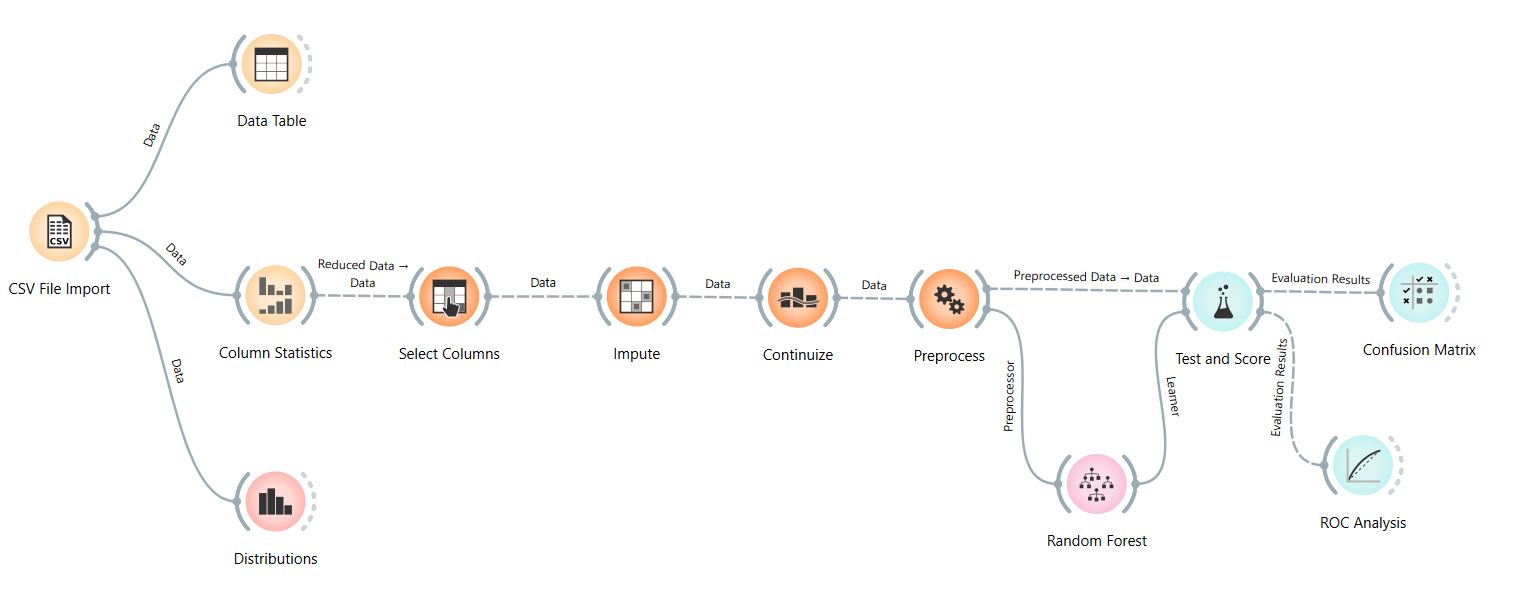 Data Table
Data
CSV
CSV File Import
Data
Column Statistics
Reduced Data →
Data
Select Columns
Data
Impute
Data
Continuize
Data
Preprocess
Preprocessed Data → Data
Test and Score
Evaluation Results
Confusion Matrix
Data
Distributions
Preprocessor
Random Forest
Learner
Evaluation Results
ROC Analysis